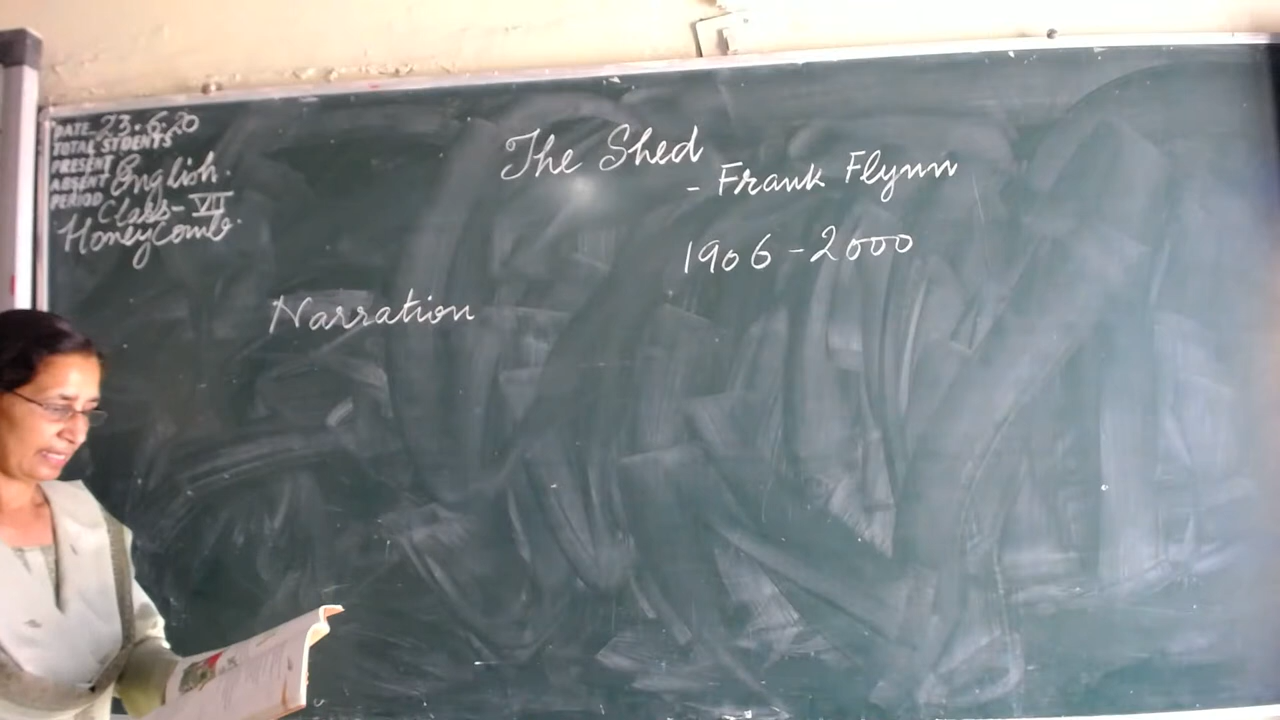 DATE 23.6.20
TOTAL STDENTS
PRESENT
ABSENT English.
PERIOD Class-VII
Honeycomb.
The Shed
- Frank Flynn
1906-2000
Narration